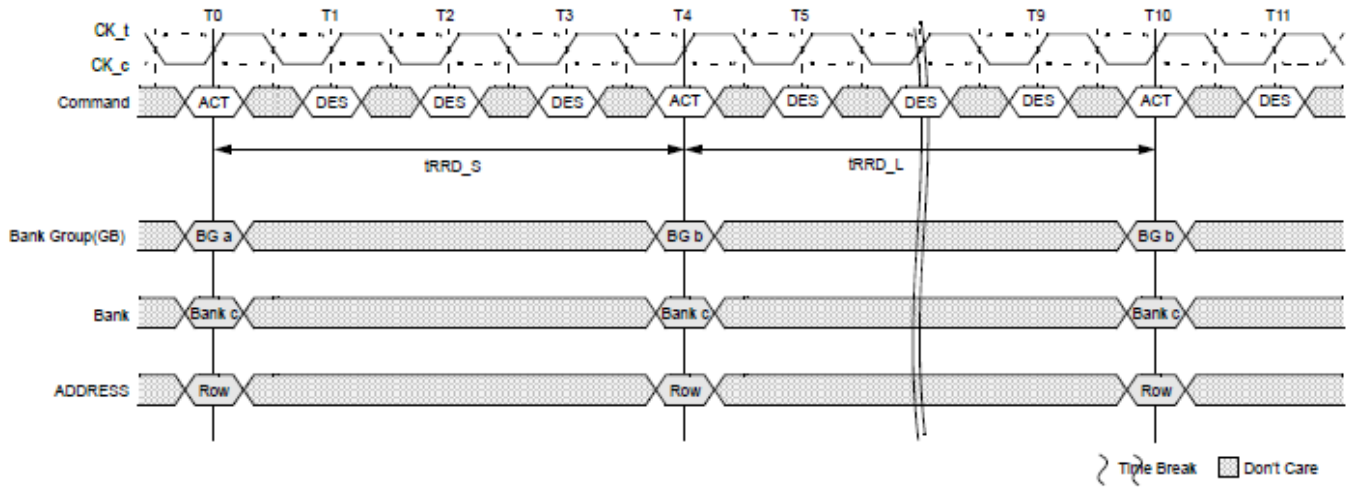 T0 T1 T2 T3 T4 T5 T9 T10 T11
CK_t
CK_c
Command ACT DES DES DES ACT DES DES DES ACT DES
tRRD_S tRRD_L
Bank Group(GB) BG a BG b BG b
Bank Bank c Bank c Bank c
ADDRESS Row Row Row
Time Break Don't Care